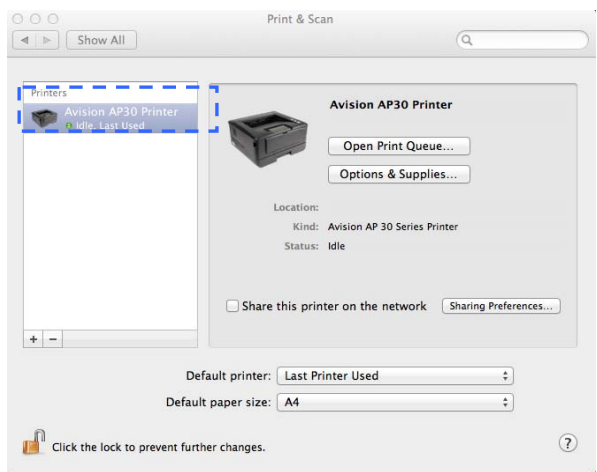 Print & Scan
Show All
Printers
Avision AP30 Printer
Idle, Last Used
Avision AP30 Printer
Open Print Queue...
Options & Supplies...
Location:
Kind: Avision AP 30 Series Printer
Status: Idle
Share this printer on the network Sharing Preferences...
+ −
Default printer: Last Printer Used
Default paper size: A4
Click the lock to prevent further changes. ?